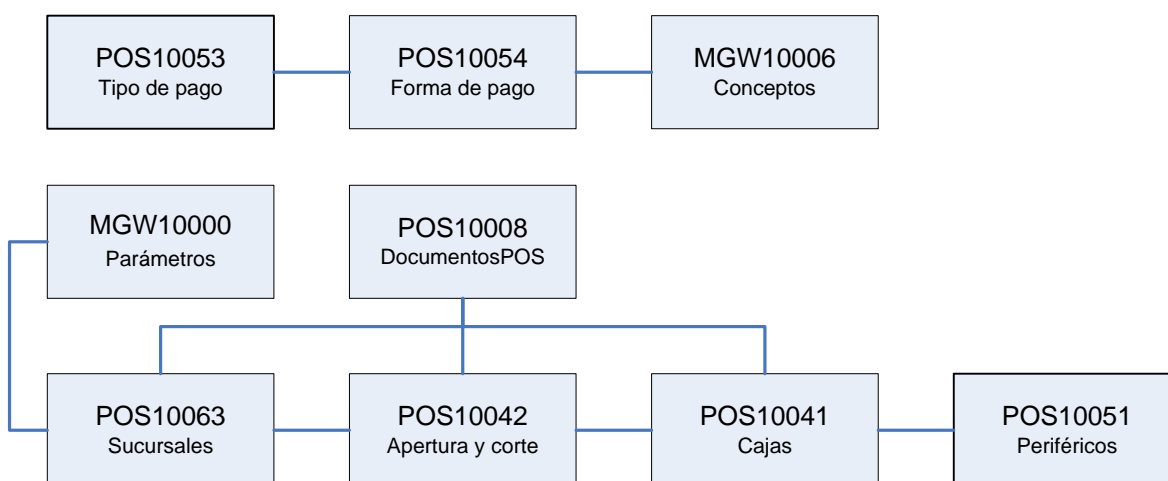 POS10053
Tipo de pago
POS10054
Forma de pago
MGW10006
Conceptos
MGW10000
Parámetros
POS10008
DocumentosPOS
POS10063
Sucursales
POS10042
Apertura y corte
POS10041
Cajas
POS10051
Periféricos